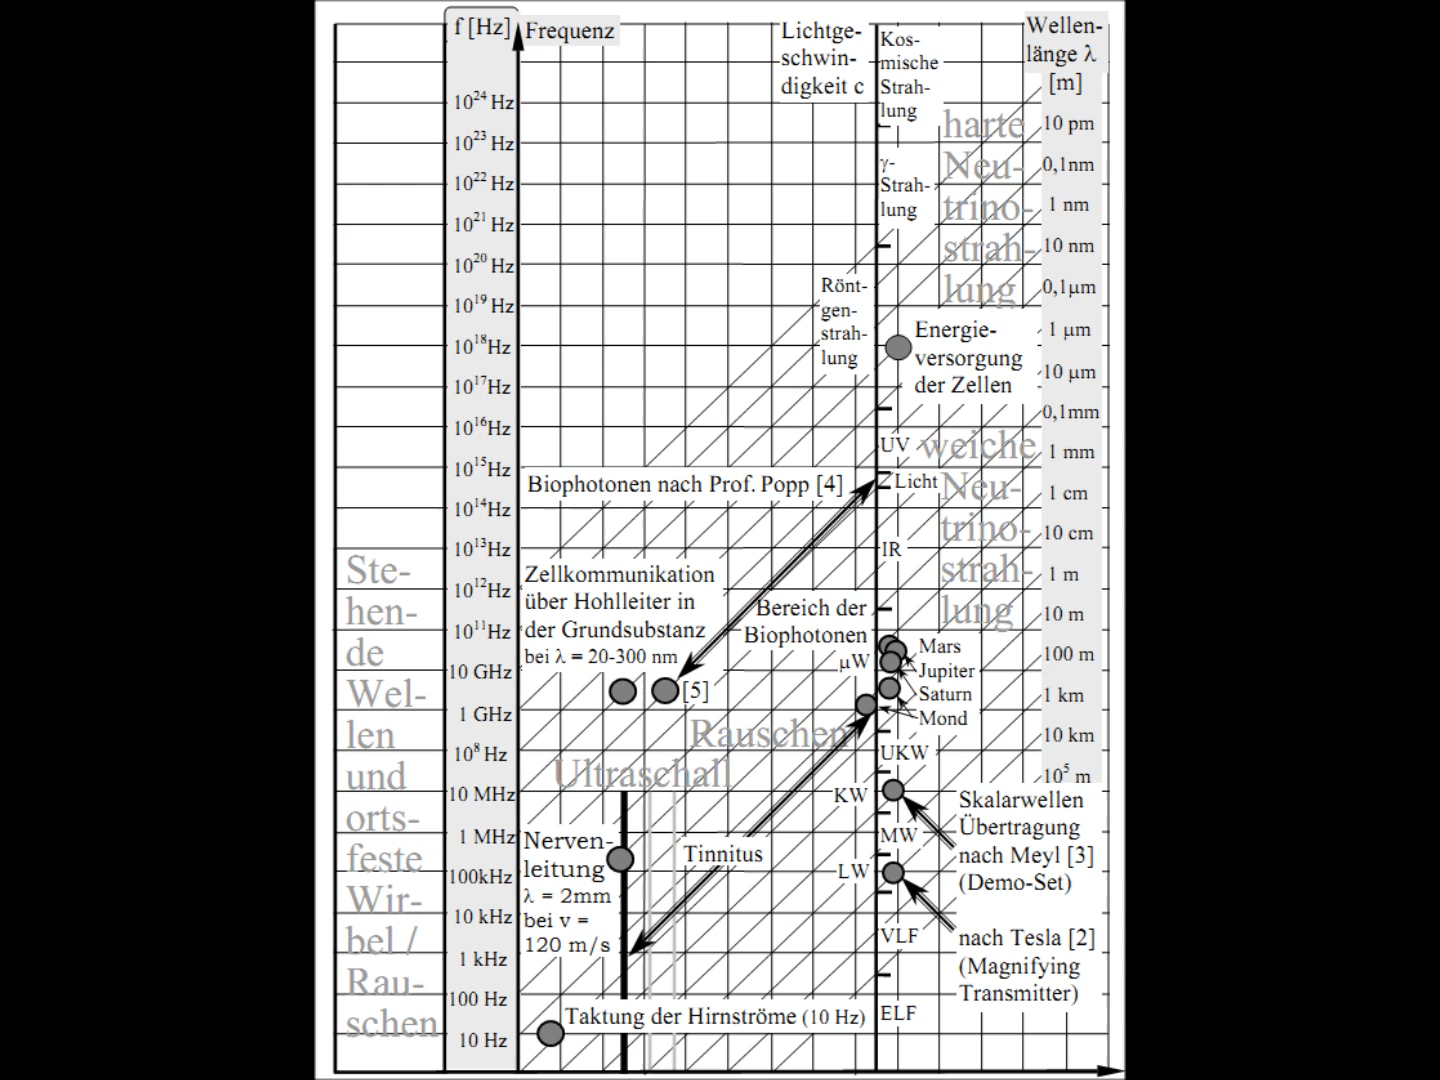 f [Hz]
Frequenz
Lichtge-
schwin-
digkeit c
Kos-
mische
Strah-
lung
Wellen-
länge λ
[m]
10²⁴ Hz
10²³ Hz
10²² Hz
10²¹ Hz
10²⁰ Hz
10¹⁹ Hz
10¹⁸Hz
10¹⁷Hz
10¹⁶Hz
10¹⁵Hz
10¹⁴Hz
10¹³Hz
10¹²Hz
10¹¹Hz
10 GHz
1 GHz
10⁸ Hz
10 MHz
1 MHz
100kHz
10 kHz
1 kHz
100 Hz
10 Hz
10 pm
0,1nm
1 nm
10 nm
0,1µm
1 µm
10 µm
0,1mm
1 mm
1 cm
10 cm
1 m
10 m
100 m
1 km
10 km
10⁵ m
harte
Neu-
trino-
strah-
lung
γ-
Strah-
lung
Rönt-
gen-
strah-
lung
Energie-
versorgung
der Zellen
UV
weiche
Neu-
trino-
strah-
lung
Biophotonen nach Prof. Popp [4]
Licht
IR
Ste-
hen-
de
Wel-
len
und
orts-
feste
Wir-
bel /
Rau-
schen
Zellkommunikation
über Hohlleiter in
der Grundsubstanz
bei λ = 20-300 nm
[5]
Bereich der
Biophotonen
µW
Mars
Jupiter
Saturn
Mond
Rauschen
Ultraschall
UKW
KW
MW
LW
VLF
ELF
Skalarwellen
Übertragung
nach Meyl [3]
(Demo-Set)
nach Tesla [2]
(Magnifying
Transmitter)
Nerven-
leitung
λ = 2mm
bei v =
120 m/s
Tinnitus
Taktung der Hirnströme (10 Hz)